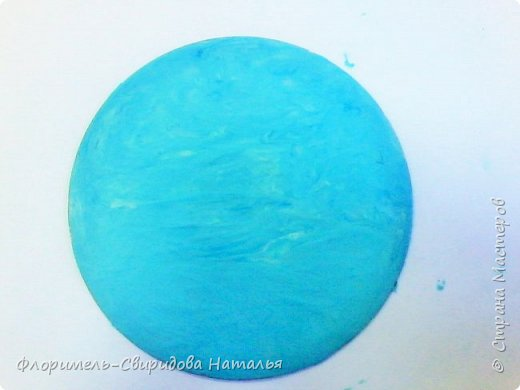 © Страна Мастеров
Флоримель-Свиридова Наталья